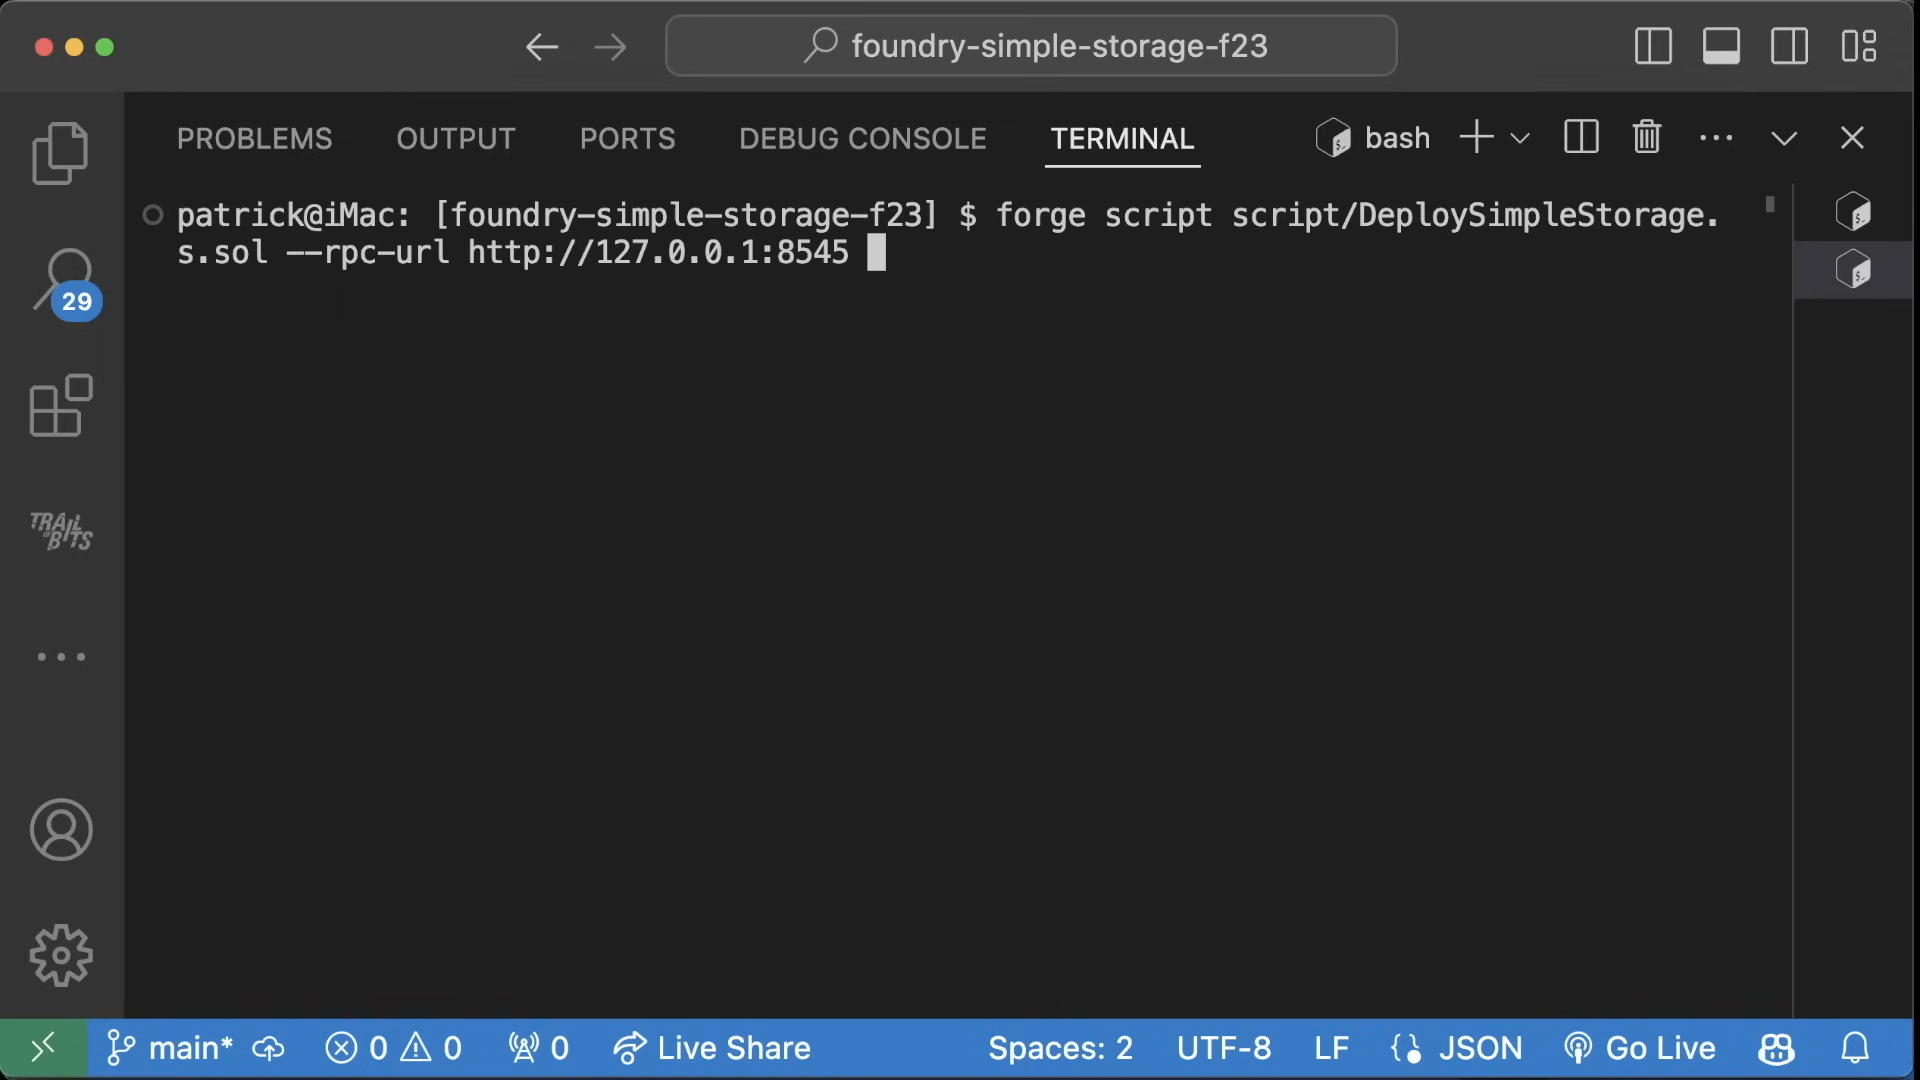 foundry-simple-storage-f23
PROBLEMS OUTPUT PORTS DEBUG CONSOLE TERMINAL bash
patrick@iMac: [foundry-simple-storage-f23] $ forge script script/DeploySimpleStorage.
s.sol --rpc-url http://127.0.0.1:8545
29
TRAIL
OF BITS
main* 0 0 0 Live Share Spaces: 2 UTF-8 LF JSON Go Live